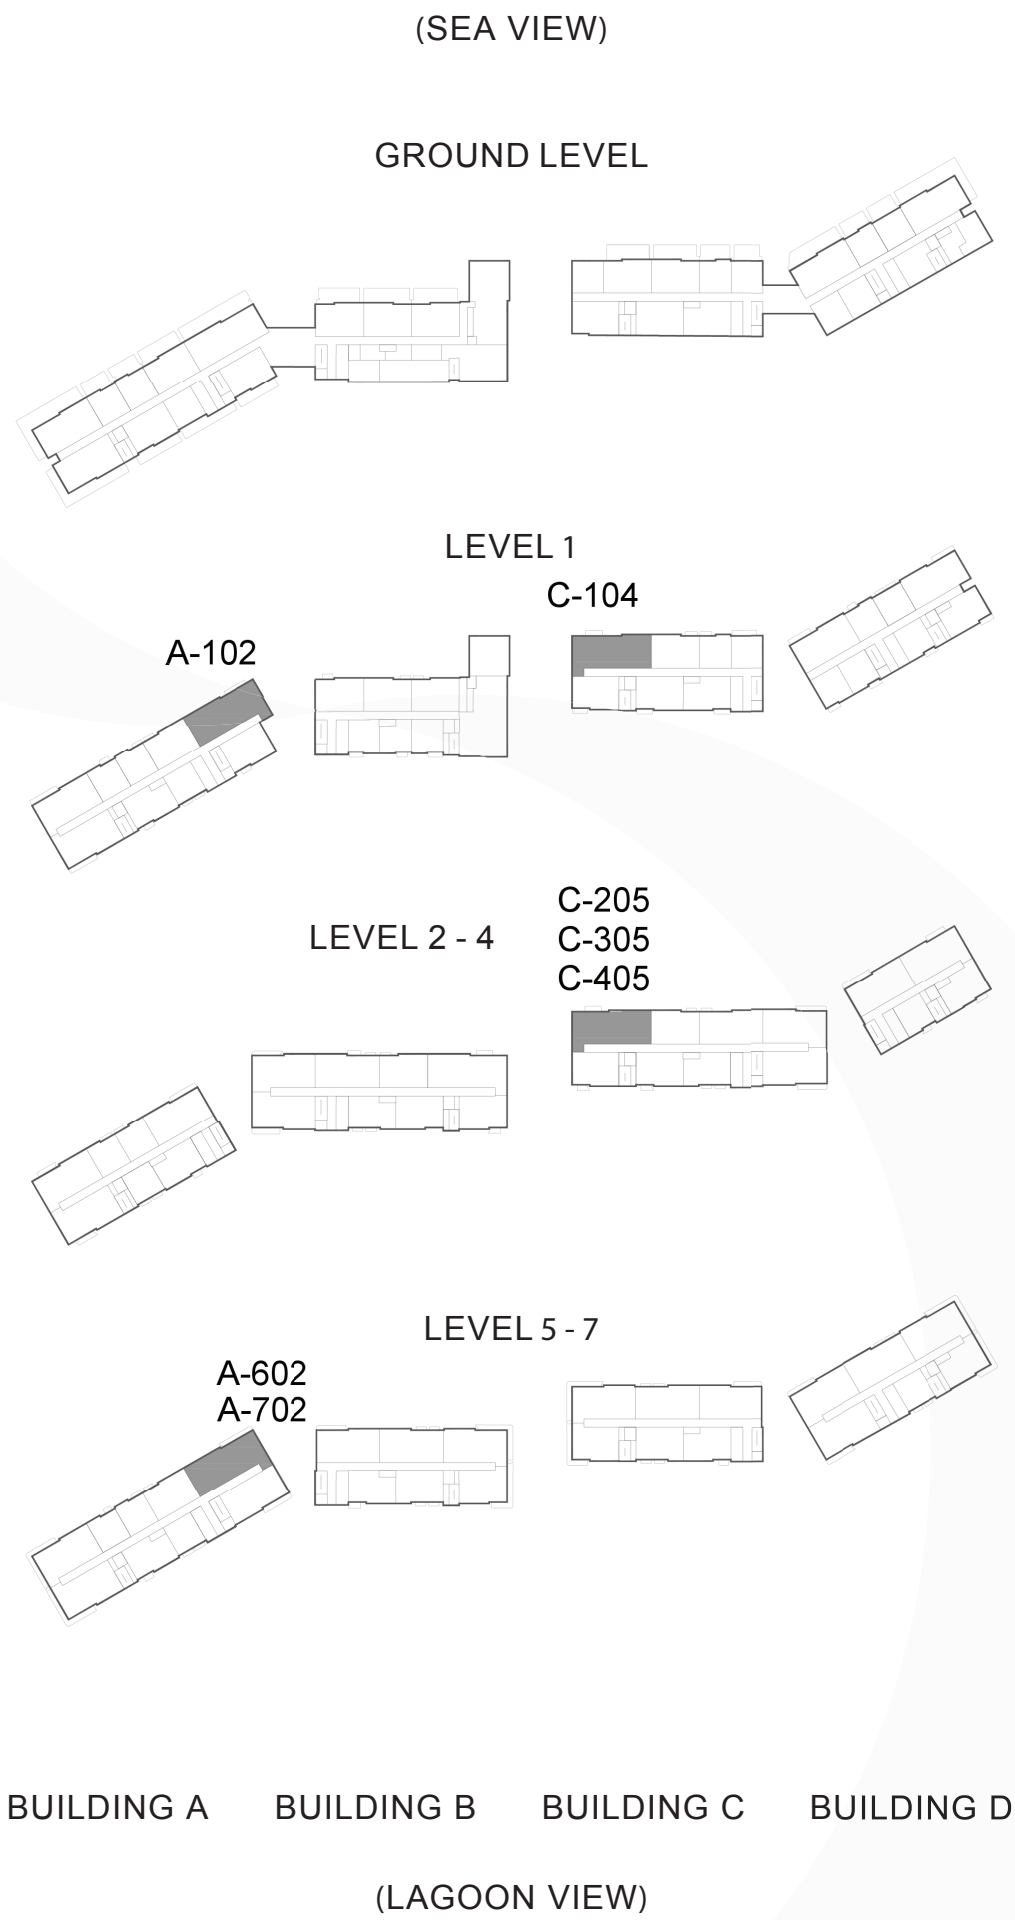 (SEA VIEW)
GROUND LEVEL
LEVEL 1
C-104
A-102
C-205
LEVEL 2 - 4
C-305
C-405
LEVEL 5 - 7
A-602
A-702
BUILDING A
BUILDING B
BUILDING C
BUILDING D
(LAGOON VIEW)